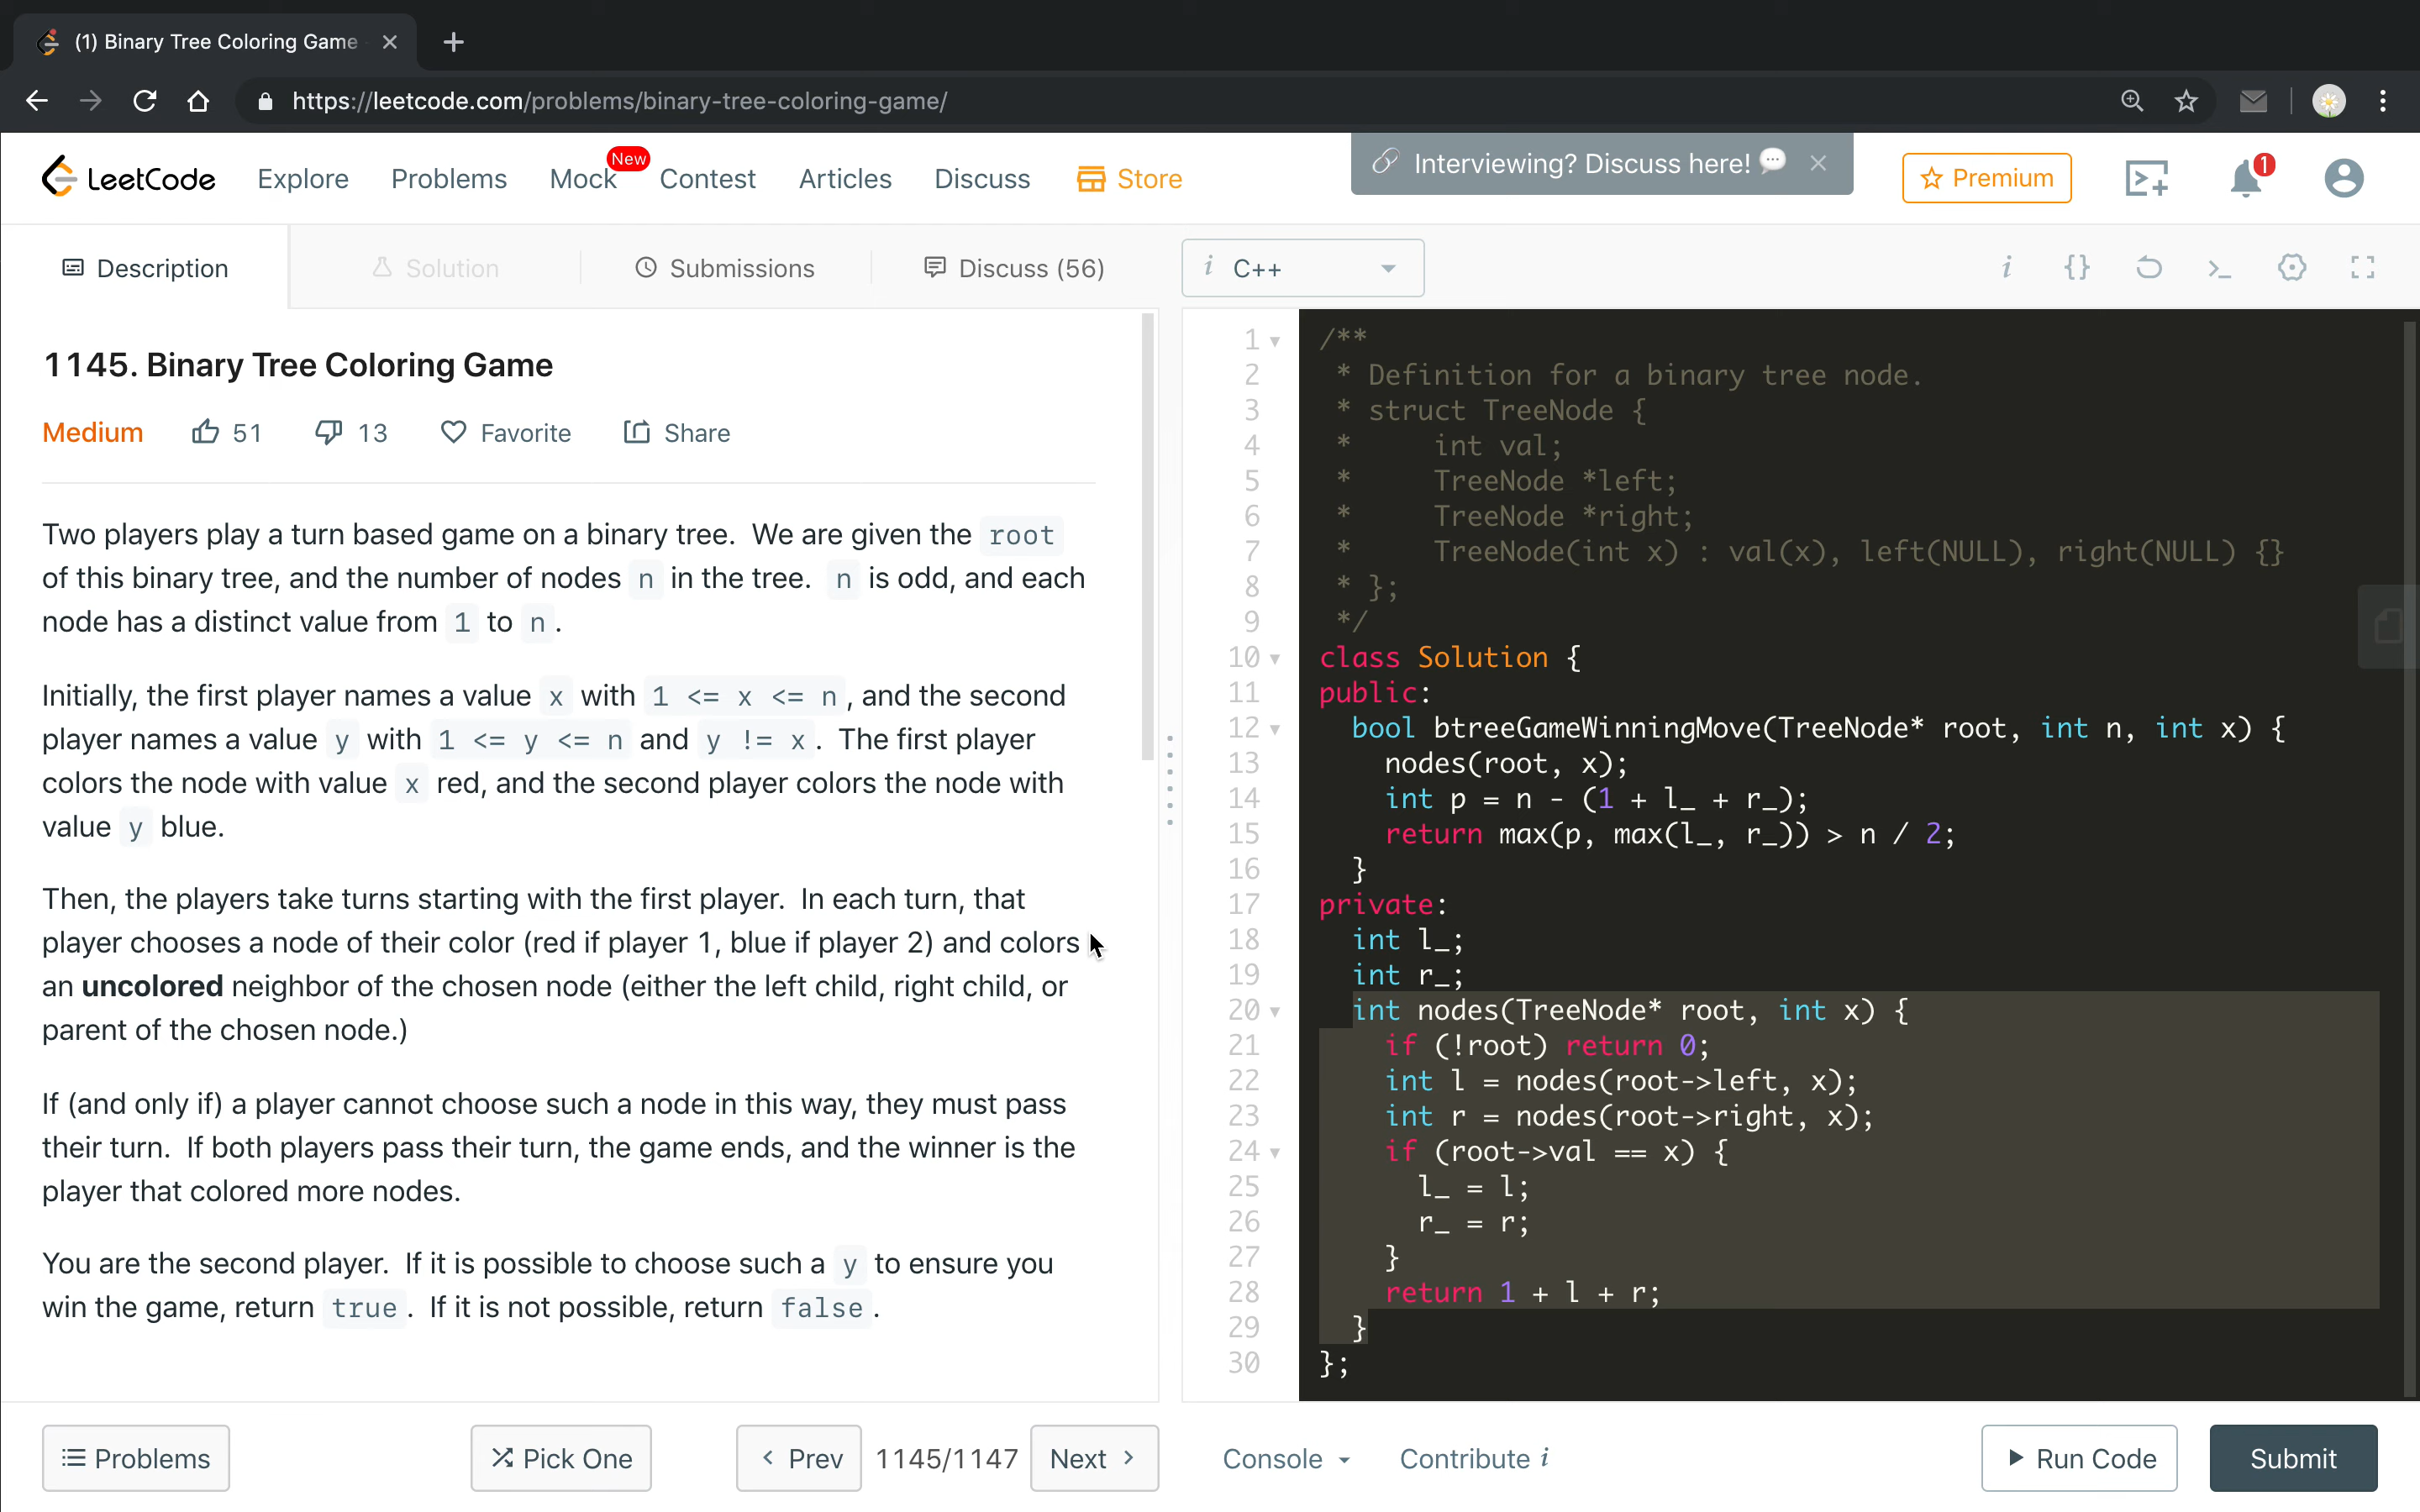 (1) Binary Tree Coloring Game
https://leetcode.com/problems/binary-tree-coloring-game/
LeetCode Explore Problems Mock New Contest Articles Discuss Store
Interviewing? Discuss here! 💬
Premium
1
Description Solution Submissions Discuss (56)
i C++
i {}
1145. Binary Tree Coloring Game
Medium 51 13 Favorite Share
Two players play a turn based game on a binary tree. We are given the root
of this binary tree, and the number of nodes n in the tree. n is odd, and each
node has a distinct value from 1 to n.
Initially, the first player names a value x with 1 <= x <= n, and the second
player names a value y with 1 <= y <= n and y != x. The first player
colors the node with value x red, and the second player colors the node with
value y blue.
Then, the players take turns starting with the first player. In each turn, that
player chooses a node of their color (red if player 1, blue if player 2) and colors
an uncolored neighbor of the chosen node (either the left child, right child, or
parent of the chosen node.)
If (and only if) a player cannot choose such a node in this way, they must pass
their turn. If both players pass their turn, the game ends, and the winner is the
player that colored more nodes.
You are the second player. If it is possible to choose such a y to ensure you
win the game, return true. If it is not possible, return false.
1 /**
2 * Definition for a binary tree node.
3 * struct TreeNode {
4 *     int val;
5 *     TreeNode *left;
6 *     TreeNode *right;
7 *     TreeNode(int x) : val(x), left(NULL), right(NULL) {}
8 * };
9 */
10 class Solution {
11 public:
12   bool btreeGameWinningMove(TreeNode* root, int n, int x) {
13     nodes(root, x);
14     int p = n - (1 + l_ + r_);
15     return max(p, max(l_, r_)) > n / 2;
16   }
17 private:
18   int l_;
19   int r_;
20   int nodes(TreeNode* root, int x) {
21     if (!root) return 0;
22     int l = nodes(root->left, x);
23     int r = nodes(root->right, x);
24     if (root->val == x) {
25       l_ = l;
26       r_ = r;
27     }
28     return 1 + l + r;
29   }
30 };
Problems Pick One Prev 1145/1147 Next Console Contribute i Run Code Submit